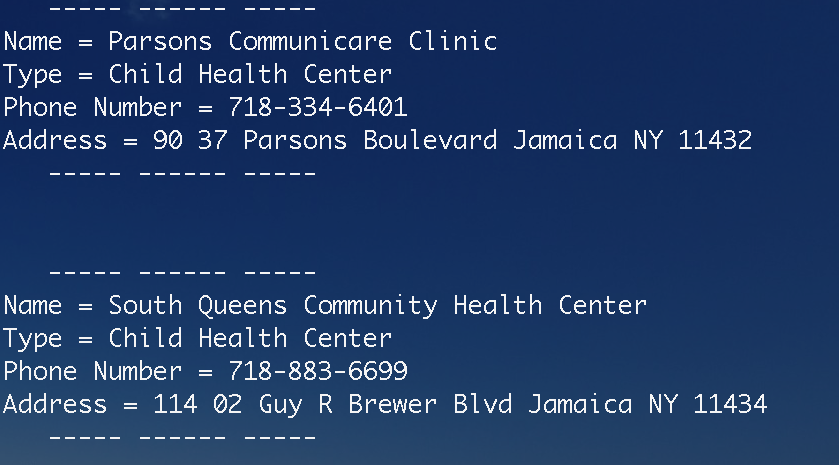 ----- ------ -----
Name = Parsons Communicare Clinic
Type = Child Health Center
Phone Number = 718-334-6401
Address = 90 37 Parsons Boulevard Jamaica NY 11432
----- ------ -----
----- ------ -----
Name = South Queens Community Health Center
Type = Child Health Center
Phone Number = 718-883-6699
Address = 114 02 Guy R Brewer Blvd Jamaica NY 11434
----- ------ -----